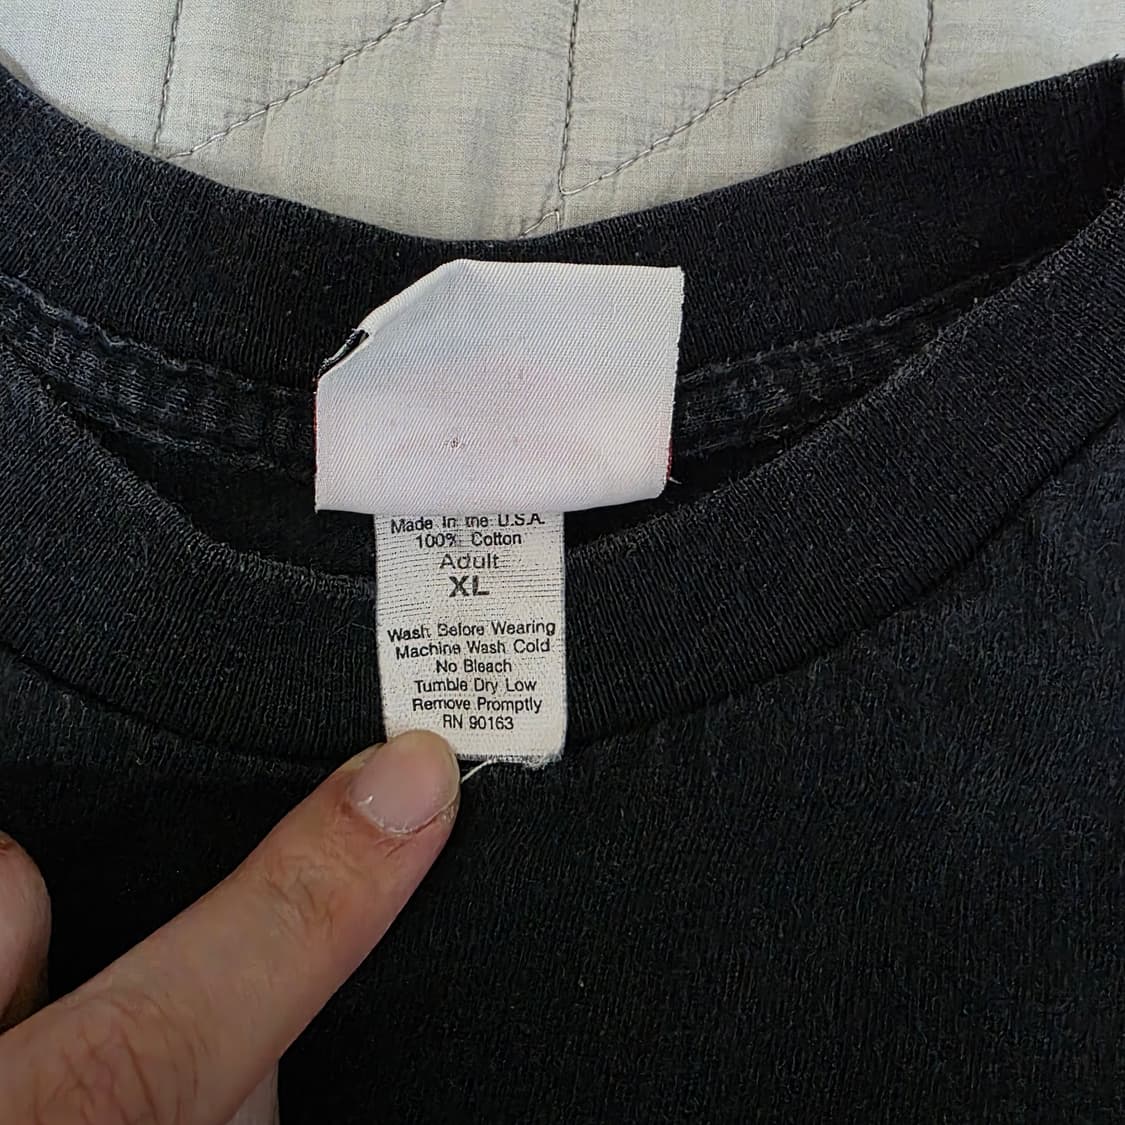 Made In the U.S.A.
100% Cotton
Adult
XL
Wash Before Wearing
Machine Wash Cold
No Bleach
Tumble Dry Low
Remove Promptly
RN 90163